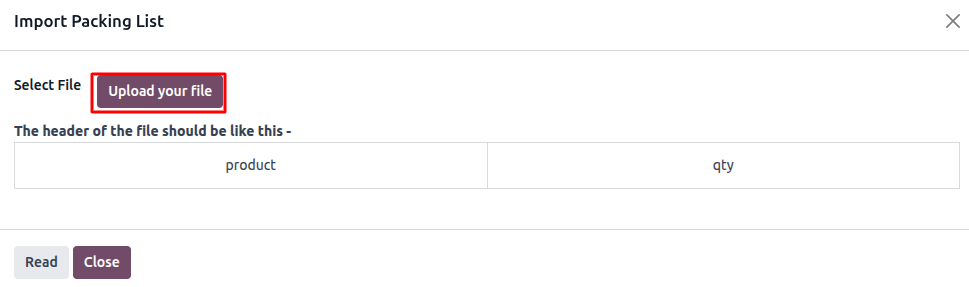 Import Packing List
Select File Upload your file
The header of the file should be like this -
product qty
Read Close